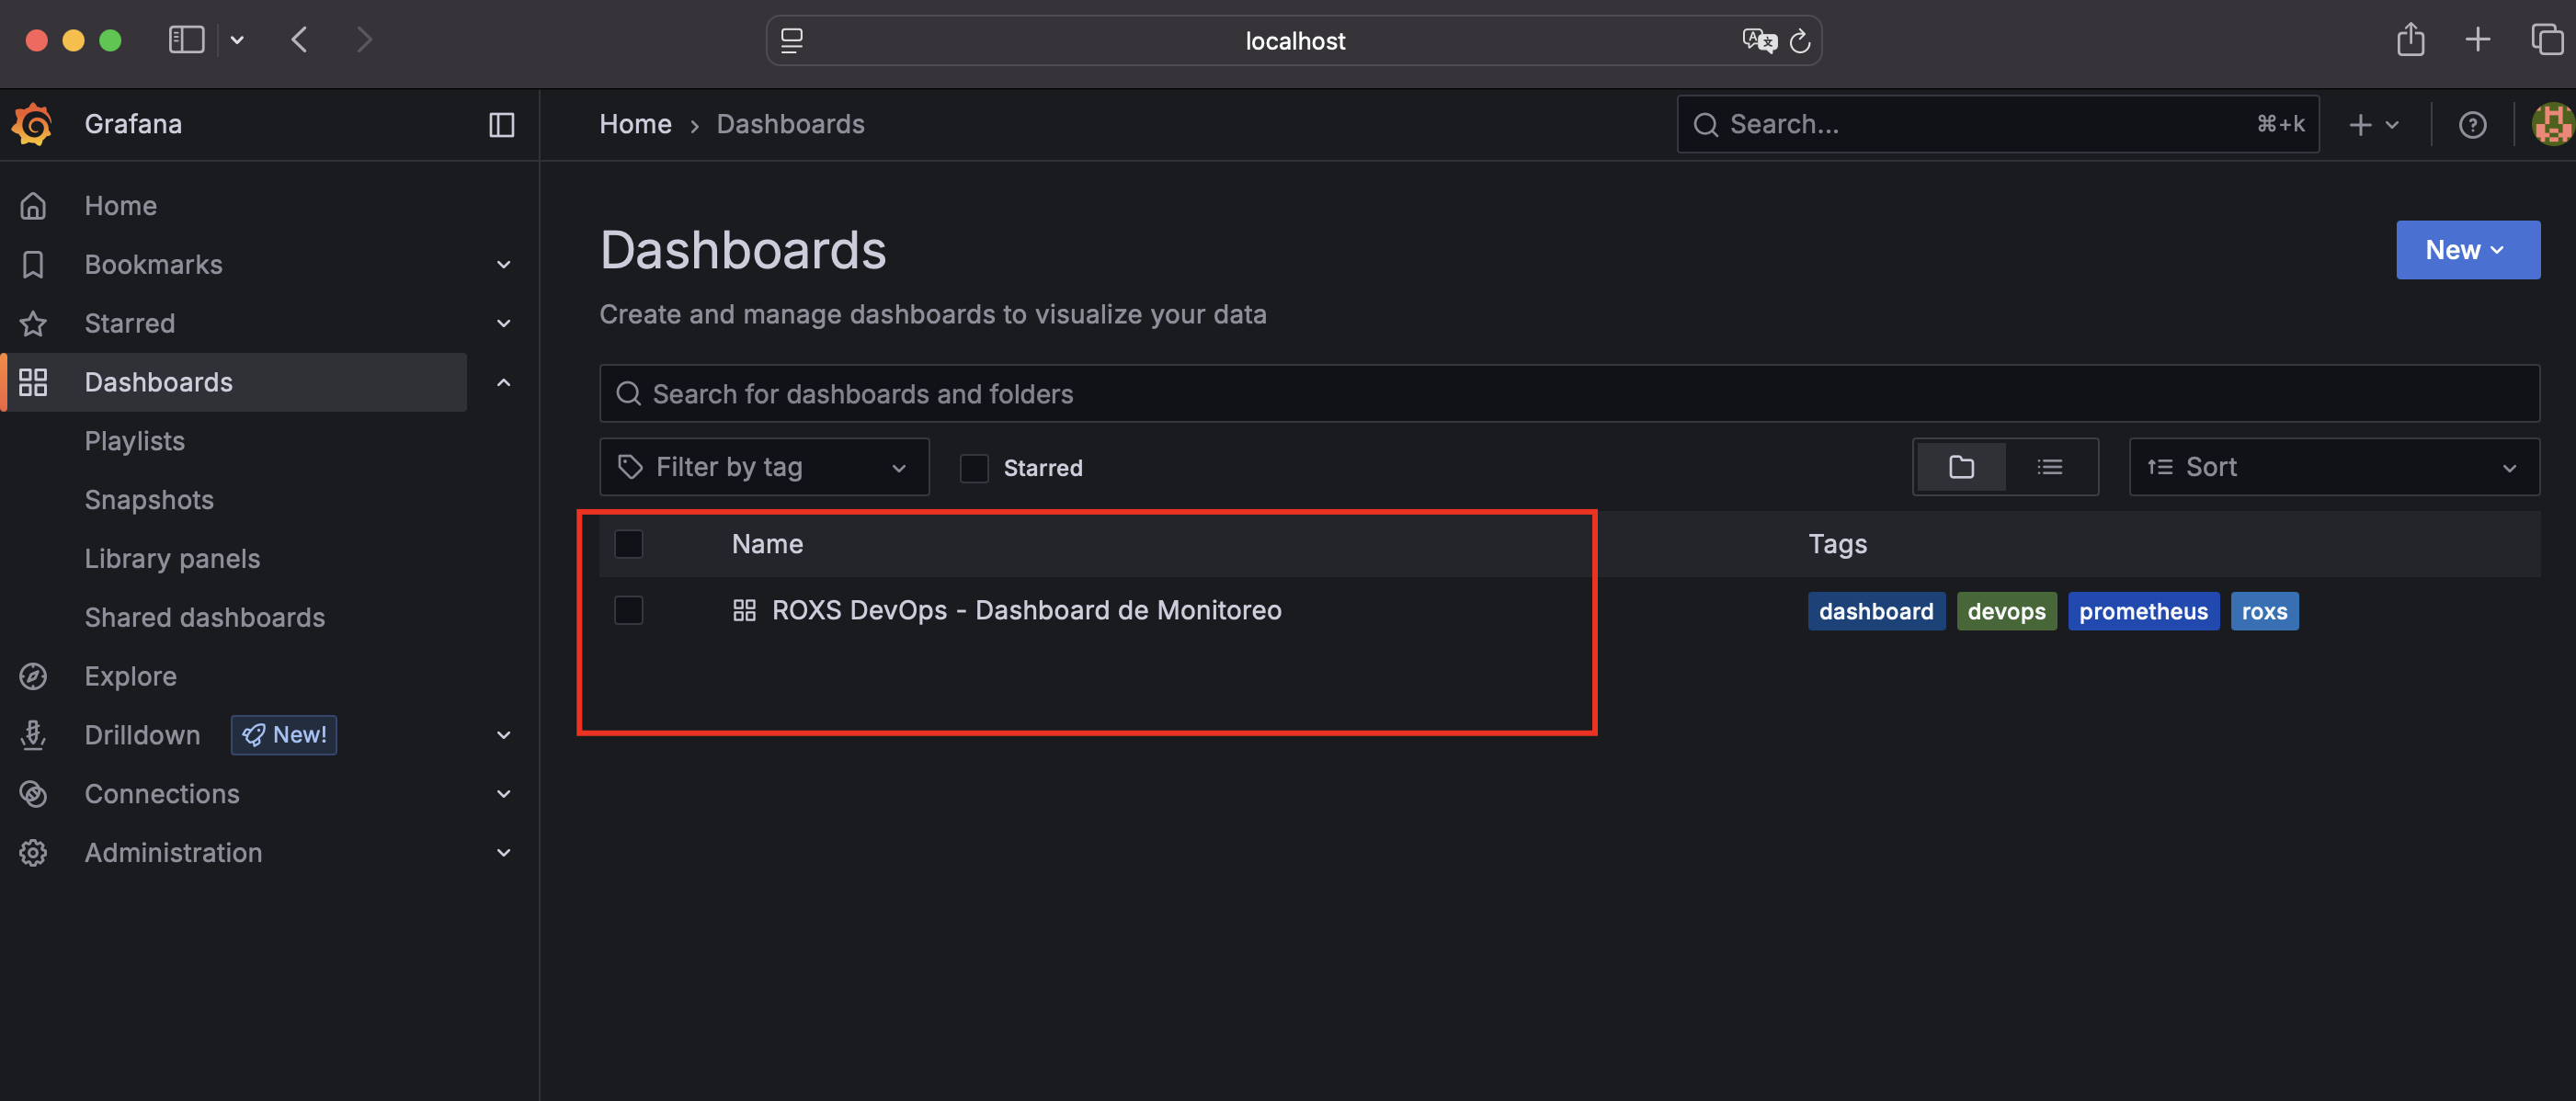 localhost
Grafana
Home › Dashboards
Search... ⌘+k
Home
Bookmarks
Starred
Dashboards
Playlists
Snapshots
Library panels
Shared dashboards
Explore
Drilldown New!
Connections
Administration
Dashboards
New
Create and manage dashboards to visualize your data
Search for dashboards and folders
Filter by tag Starred Sort
Name Tags
ROXS DevOps - Dashboard de Monitoreo dashboard devops prometheus roxs